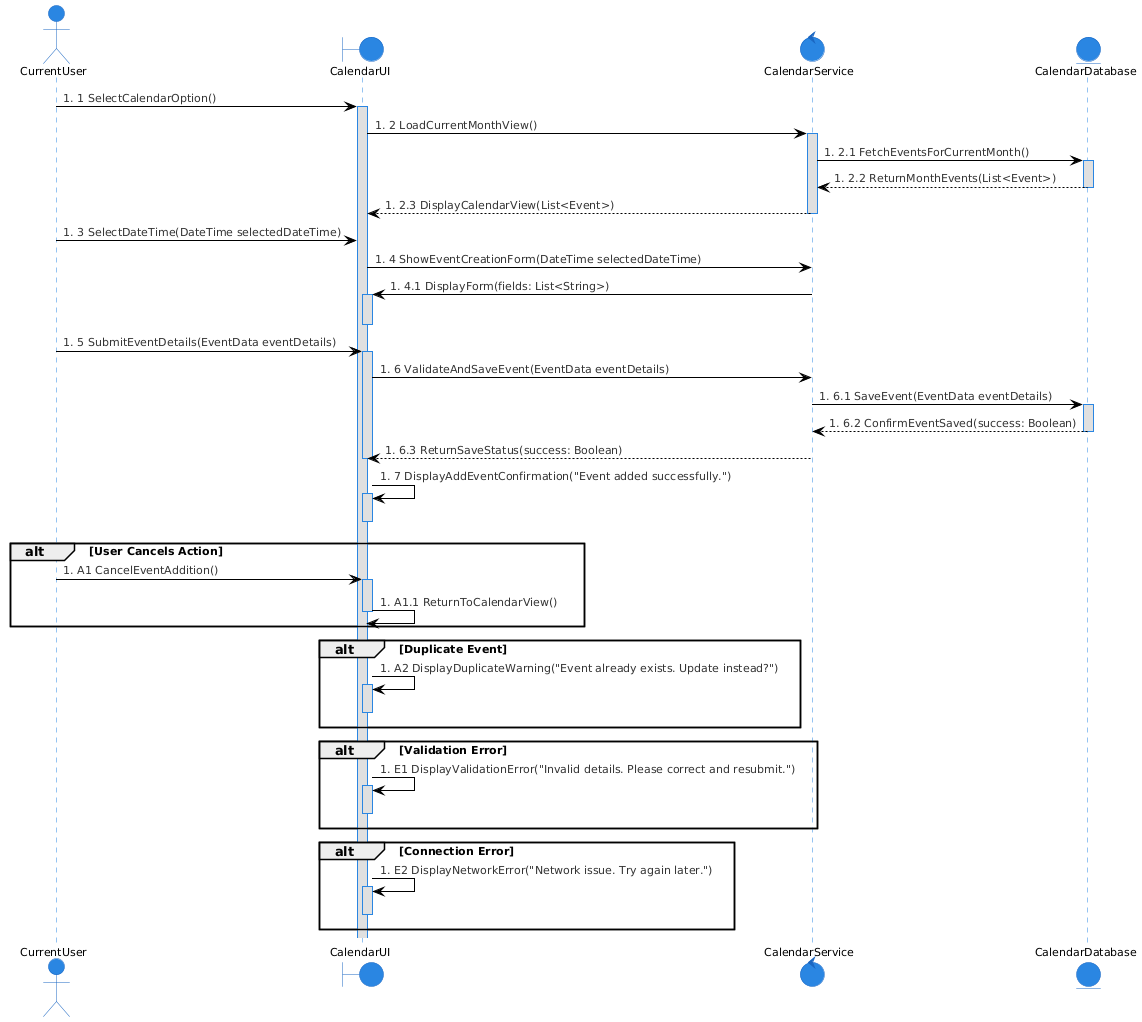 CurrentUser
CalendarUI
CalendarService
CalendarDatabase
1. 1 SelectCalendarOption()
1. 2 LoadCurrentMonthView()
1. 2.1 FetchEventsForCurrentMonth()
1. 2.2 ReturnMonthEvents(List<Event>)
1. 2.3 DisplayCalendarView(List<Event>)
1. 3 SelectDateTime(DateTime selectedDateTime)
1. 4 ShowEventCreationForm(DateTime selectedDateTime)
1. 4.1 DisplayForm(fields: List<String>)
1. 5 SubmitEventDetails(EventData eventDetails)
1. 6 ValidateAndSaveEvent(EventData eventDetails)
1. 6.1 SaveEvent(EventData eventDetails)
1. 6.2 ConfirmEventSaved(success: Boolean)
1. 6.3 ReturnSaveStatus(success: Boolean)
1. 7 DisplayAddEventConfirmation("Event added successfully.")
alt [User Cancels Action]
1. A1 CancelEventAddition()
1. A1.1 ReturnToCalendarView()
alt [Duplicate Event]
1. A2 DisplayDuplicateWarning("Event already exists. Update instead?")
alt [Validation Error]
1. E1 DisplayValidationError("Invalid details. Please correct and resubmit.")
alt [Connection Error]
1. E2 DisplayNetworkError("Network issue. Try again later.")
CurrentUser
CalendarUI
CalendarService
CalendarDatabase